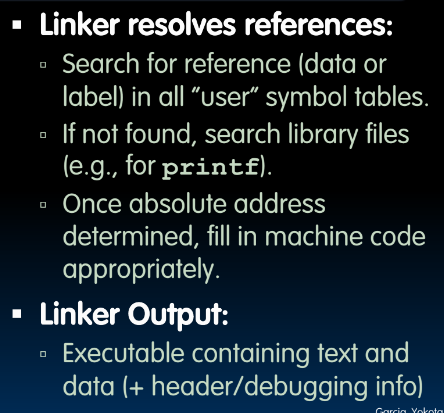 ▪ Linker resolves references:
▫ Search for reference (data or
label) in all “user” symbol tables.
▫ If not found, search library files
(e.g., for printf).
▫ Once absolute address
determined, fill in machine code
appropriately.
▪ Linker Output:
▫ Executable containing text and
data (+ header/debugging info)
Garcia, Yokota